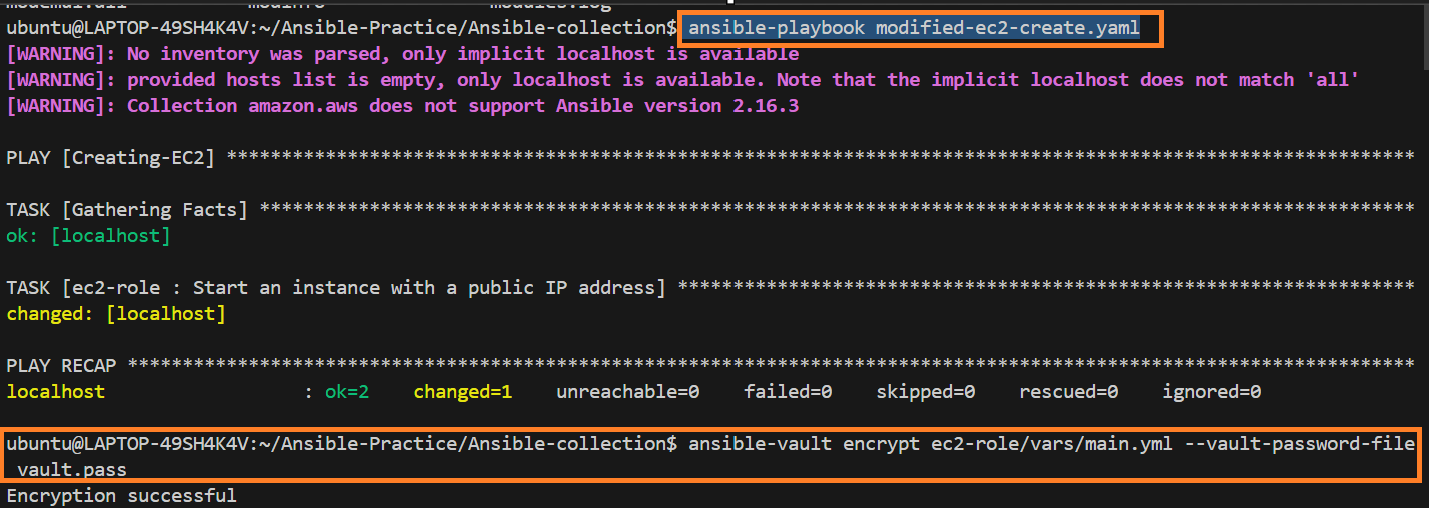 modemai.all modinfo modules.log
ubuntu@LAPTOP-49SH4K4V:~/Ansible-Practice/Ansible-collection$ ansible-playbook modified-ec2-create.yaml
[WARNING]: No inventory was parsed, only implicit localhost is available
[WARNING]: provided hosts list is empty, only localhost is available. Note that the implicit localhost does not match 'all'
[WARNING]: Collection amazon.aws does not support Ansible version 2.16.3
PLAY [Creating-EC2] ************************************************************************************************************
TASK [Gathering Facts] *********************************************************************************************************
ok: [localhost]
TASK [ec2-role : Start an instance with a public IP address] *******************************************************************
changed: [localhost]
PLAY RECAP *********************************************************************************************************************
localhost : ok=2 changed=1 unreachable=0 failed=0 skipped=0 rescued=0 ignored=0
ubuntu@LAPTOP-49SH4K4V:~/Ansible-Practice/Ansible-collection$ ansible-vault encrypt ec2-role/vars/main.yml --vault-password-file
vault.pass
Encryption successful